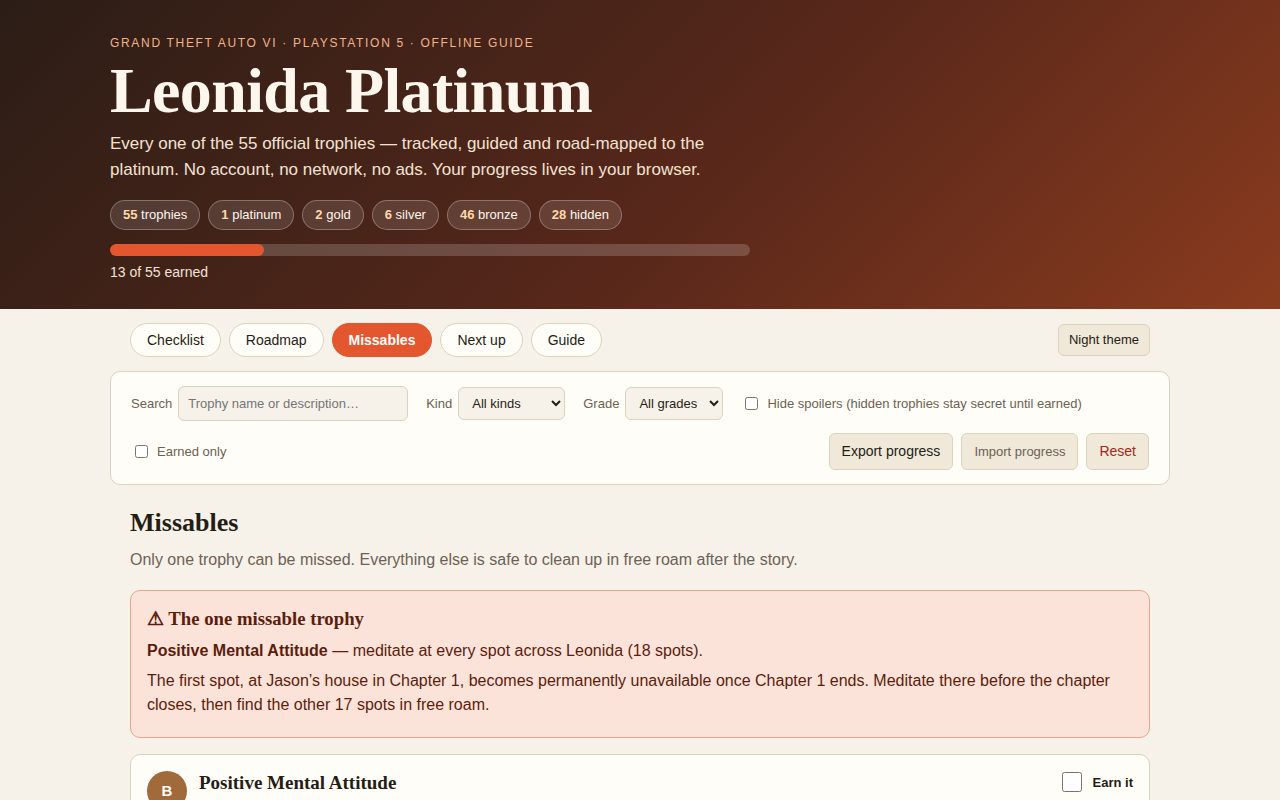 GRAND THEFT AUTO VI · PLAYSTATION 5 · OFFLINE GUIDE
Leonida Platinum
Every one of the 55 official trophies — tracked, guided and road-mapped to the
platinum. No account, no network, no ads. Your progress lives in your browser.
55 trophies 1 platinum 2 gold 6 silver 46 bronze 28 hidden
13 of 55 earned
Checklist Roadmap Missables Next up Guide Night theme
Search Trophy name or description… Kind All kinds Grade All grades Hide spoilers (hidden trophies stay secret until earned)
Earned only Export progress Import progress Reset
Missables
Only one trophy can be missed. Everything else is safe to clean up in free roam after the story.
⚠ The one missable trophy
Positive Mental Attitude — meditate at every spot across Leonida (18 spots).
The first spot, at Jason’s house in Chapter 1, becomes permanently unavailable once Chapter 1 ends. Meditate there before the chapter
closes, then find the other 17 spots in free roam.
B Positive Mental Attitude Earn it